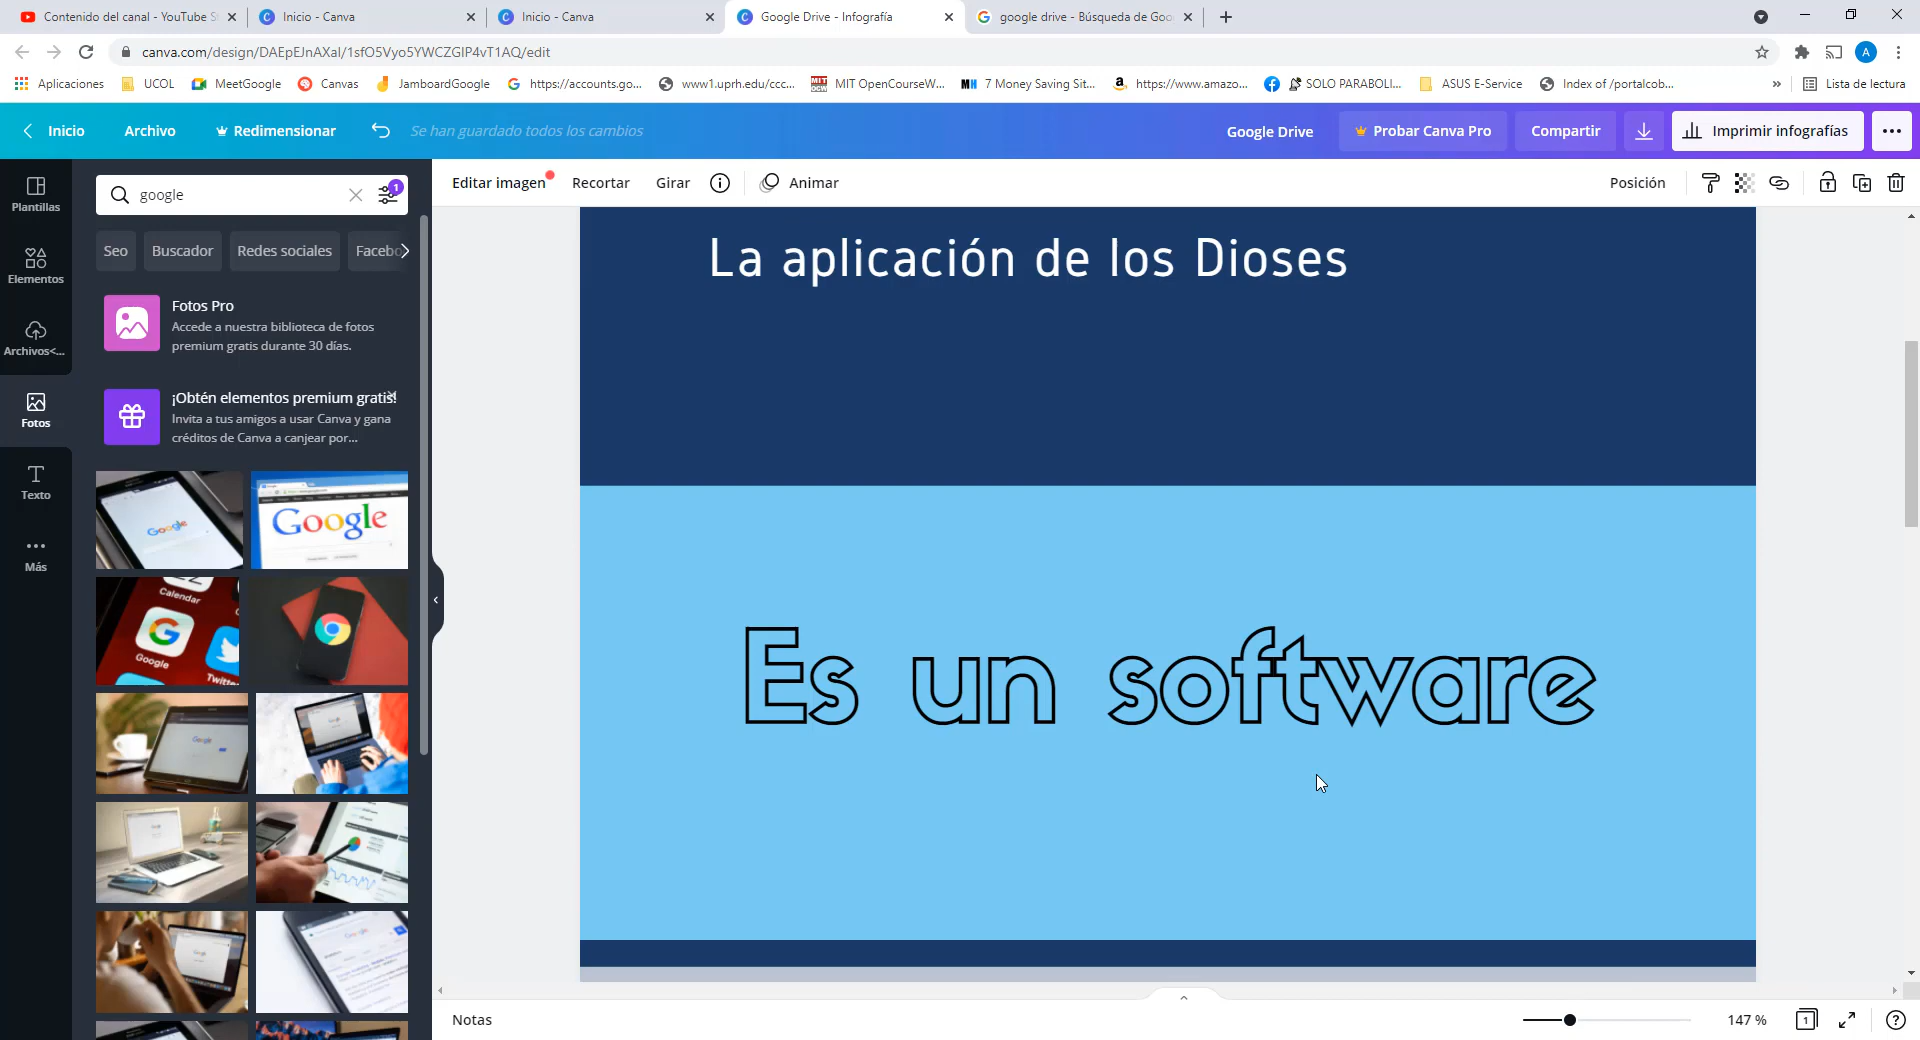 Contenido del canal - YouTube S
Inicio - Canva
Inicio - Canva
Google Drive - Infografía
google drive - Búsqueda de Goo
canva.com/design/DAEpEJnAXaI/1sfO5Vyo5YWCZGIP4vT1AQ/edit
A
Aplicaciones
UCOL
MeetGoogle
Canvas
JamboardGoogle
https://accounts.go...
www1.uprh.edu/ccc...
MIT OpenCourseW...
7 Money Saving Sit...
https://www.amazo...
SOLO PARABOLI...
ASUS E-Service
Index of /portalcob...
»
Lista de lectura
Inicio
Archivo
Redimensionar
Se han guardado todos los cambios
Google Drive
Probar Canva Pro
Compartir
Imprimir infografías
Plantillas
Elementos
Archivos<...
Fotos
Texto
Más
google
1
Seo
Buscador
Redes sociales
Facebo
Fotos Pro
Accede a nuestra biblioteca de fotos
premium gratis durante 30 días.
¡Obtén elementos premium gratis!
Invita a tus amigos a usar Canva y gana
créditos de Canva a canjear por...
Google
Google
Calendar
Google
Twitte
Editar imagen
Recortar
Girar
Animar
Posición
La aplicación de los Dioses
Es un software
Notas
147 %
1